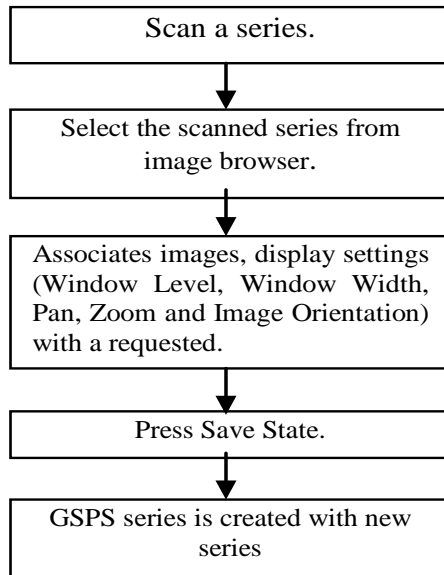 Scan a series.
Select the scanned series from
image browser.
Associates images, display settings
(Window Level, Window Width,
Pan, Zoom and Image Orientation)
with a requested.
Press Save State.
GSPS series is created with new
series